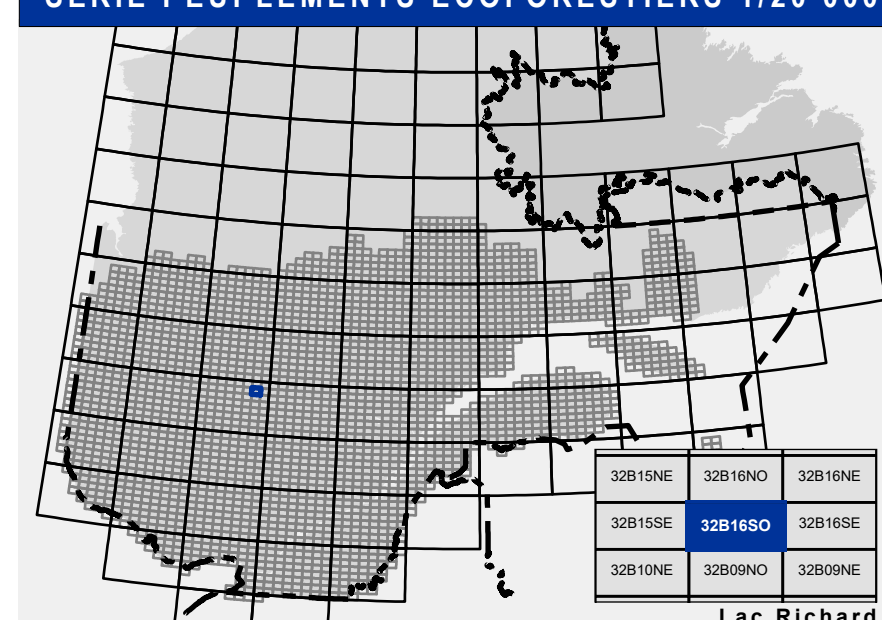 SÉRIE PEUPLEMENTS ÉCOFORESTIERS 1/20 000
32B15NE 32B16NO 32B16NE
32B15SE 32B16SO 32B16SE
32B10NE 32B09NO 32B09NE
Lac Richard